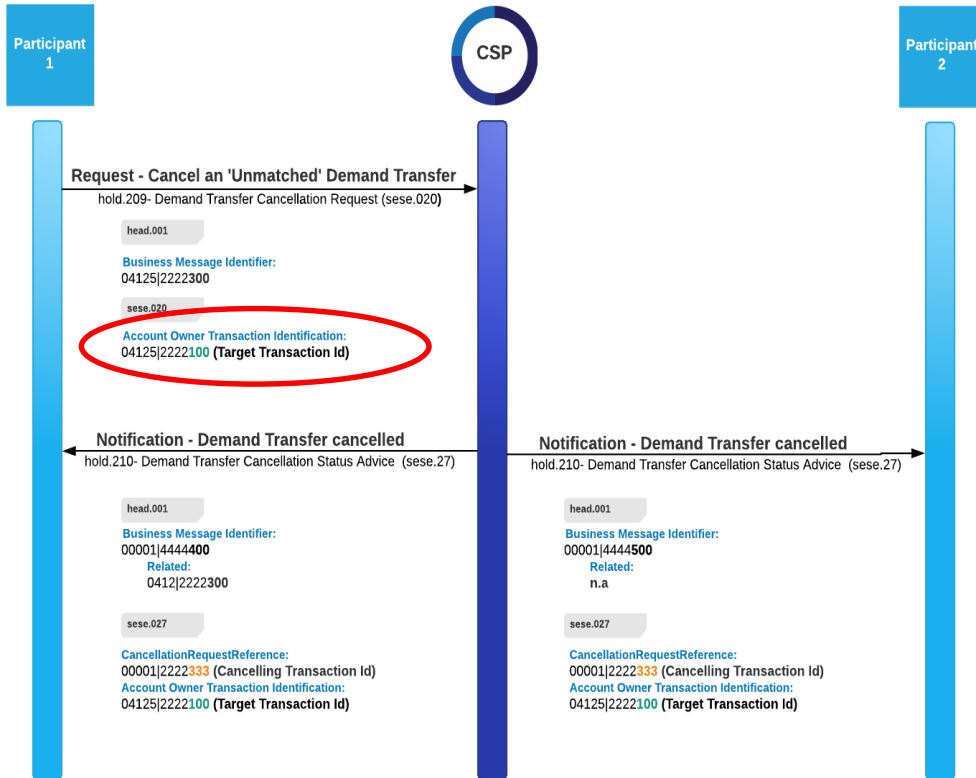 Participant
1
CSP
Participant
2
Request - Cancel an 'Unmatched' Demand Transfer
hold.209- Demand Transfer Cancellation Request (sese.020)
head.001
Business Message Identifier:
04125|2222300
sese.020
Account Owner Transaction Identification:
04125|2222100 (Target Transaction Id)
Notification - Demand Transfer cancelled
hold.210- Demand Transfer Cancellation Status Advice (sese.27)
head.001
Business Message Identifier:
00001|4444400
Related:
0412|2222300
sese.027
CancellationRequestReference:
00001|2222333 (Cancelling Transaction Id)
Account Owner Transaction Identification:
04125|2222100 (Target Transaction Id)
Notification - Demand Transfer cancelled
hold.210- Demand Transfer Cancellation Status Advice (sese.27)
head.001
Business Message Identifier:
00001|4444500
Related:
n.a
sese.027
CancellationRequestReference:
00001|2222333 (Cancelling Transaction Id)
Account Owner Transaction Identification:
04125|2222100 (Target Transaction Id)